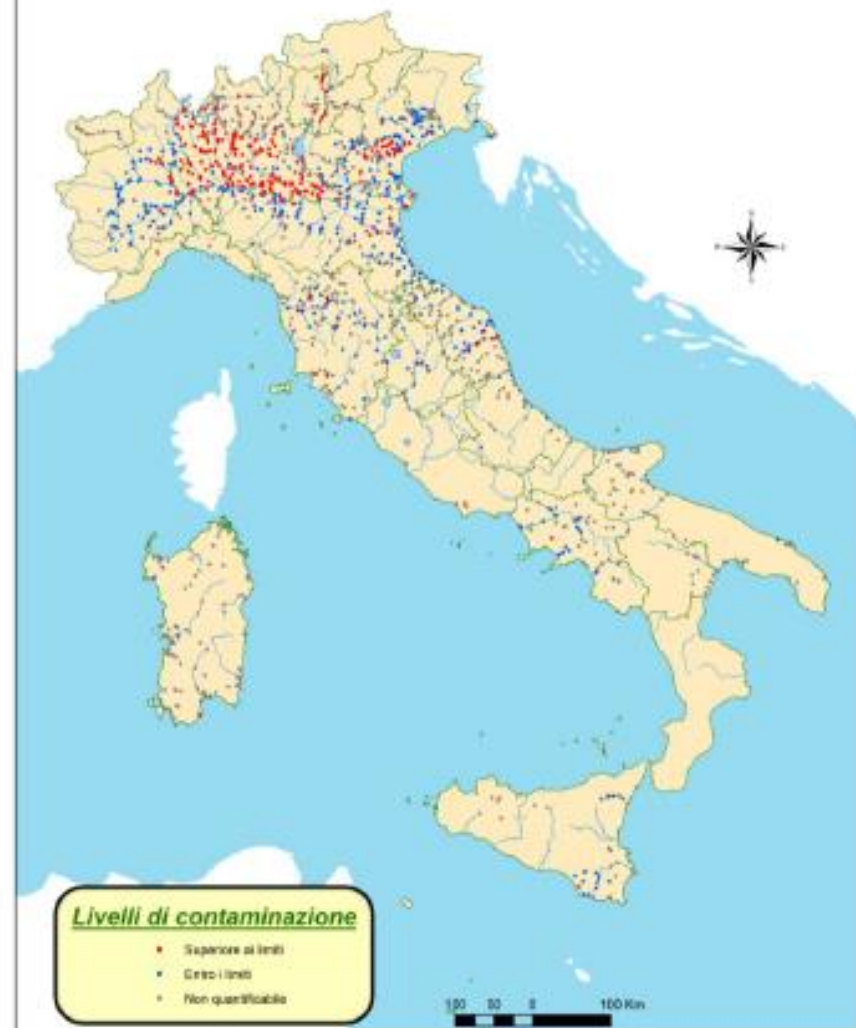 Livelli di contaminazione
Superiore ai limiti
Entro i limiti
Non quantificabile
100 50 0 100 Km